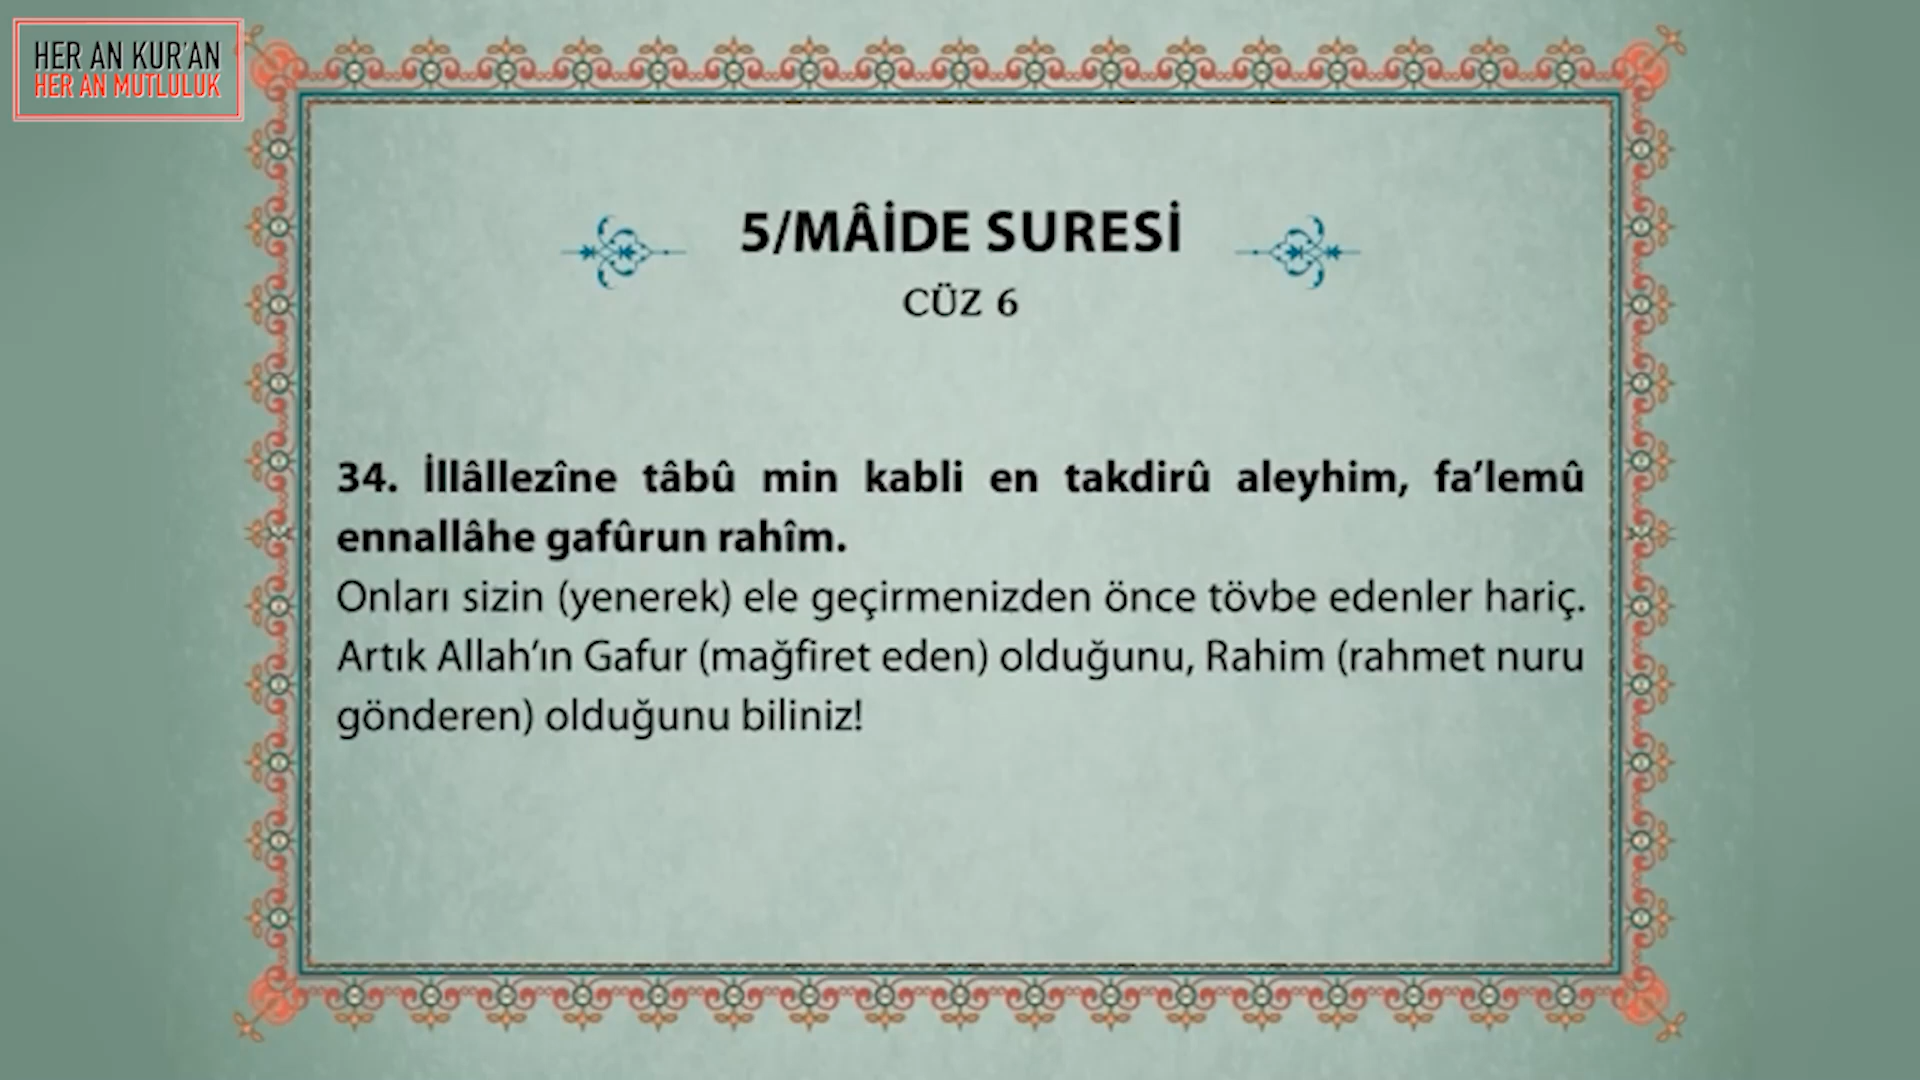 HER AN KUR'AN
HER AN MUTLULUK
5/MÂİDE SURESİ
CÜZ 6
34. İllâllezîne tâbû min kabli en takdirû aleyhim, fa’lemû
ennallâhe gafûrun rahîm.
Onları sizin (yenerek) ele geçirmenizden önce tövbe edenler hariç.
Artık Allah’ın Gafur (mağfiret eden) olduğunu, Rahim (rahmet nuru
gönderen) olduğunu biliniz!